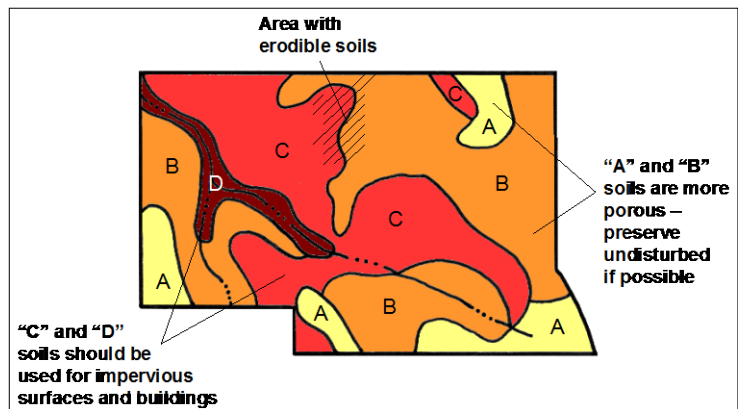 Area with
erodible soils
C
A
B
C
D
B
C
A
A
B
A
"A" and "B"
soils are more
porous –
preserve
undisturbed
if possible
"C" and "D"
soils should be
used for impervious
surfaces and buildings